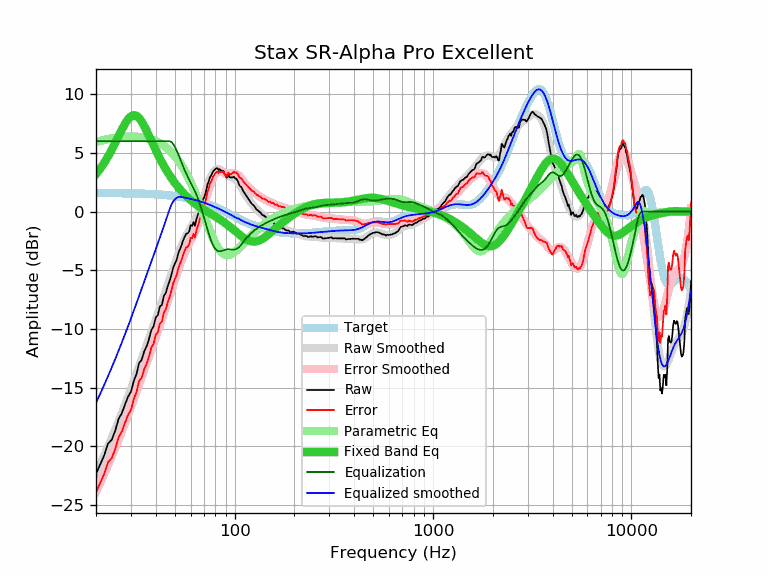 Stax SR-Alpha Pro Excellent
Amplitude (dBr)
10
5
0
−5
−10
−15
−20
−25
Target
Raw Smoothed
Error Smoothed
Raw
Error
Parametric Eq
Fixed Band Eq
Equalization
Equalized smoothed
100
1000
10000
Frequency (Hz)